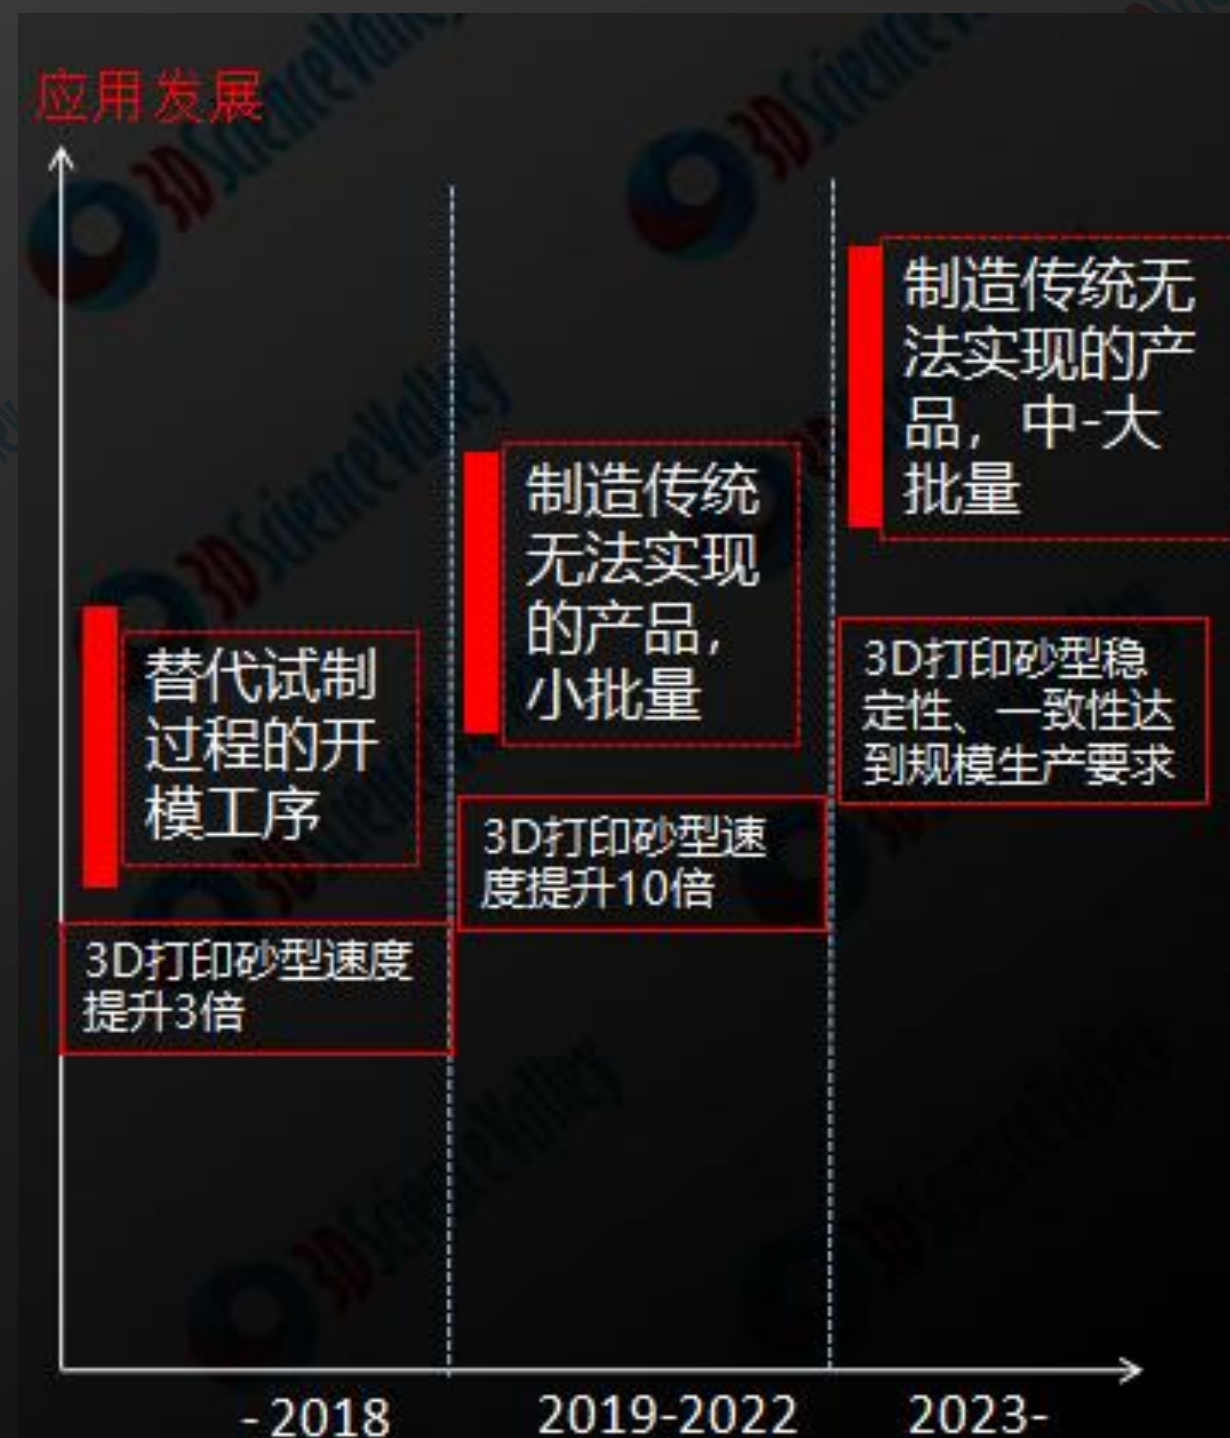 应用发展
3DScienceValley
3DScienceValley
制造传统无
法实现的产
品，中-大
批量
3DScienceValley
制造传统
无法实现
的产品，
小批量
替代试制
过程的开
模工序
3D打印砂型稳
定性、一致性达
到规模生产要求
3D打印砂型速
度提升10倍
3D打印砂型速度
提升3倍
3DScienceValley
-2018
2019-2022
2023-